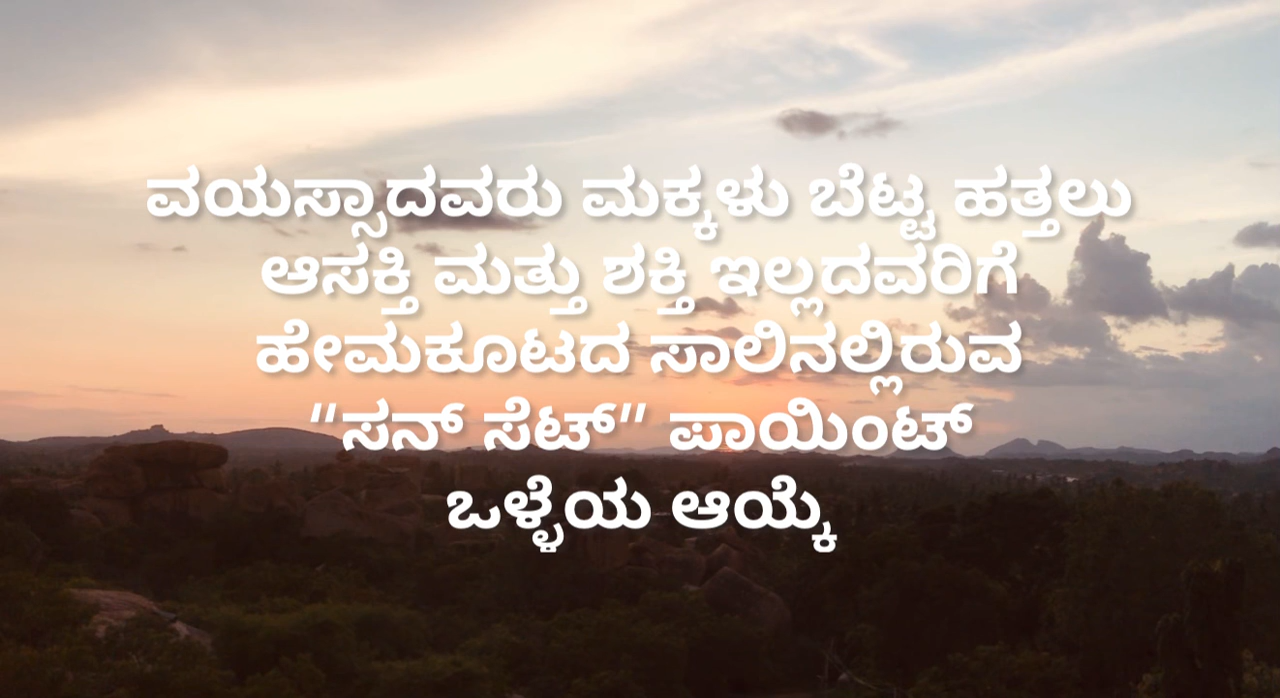 ವಯಸ್ಸಾದವರು ಮಕ್ಕಳು ಬೆಟ್ಟ ಹತ್ತಲು
ಆಸಕ್ತಿ ಮತ್ತು ಶಕ್ತಿ ಇಲ್ಲದವರಿಗೆ
ಹೇಮಕೂಟದ ಸಾಲಿನಲ್ಲಿರುವ
“ಸನ್ ಸೆಟ್” ಪಾಯಿಂಟ್
ಒಳ್ಳೆಯ ಆಯ್ಕೆ